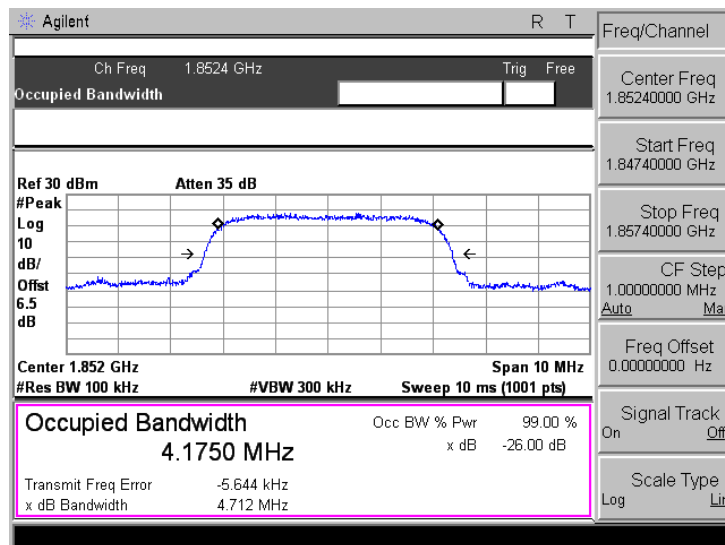 Agilent R T
Freq/Channel
Ch Freq 1.8524 GHz Trig Free
Occupied Bandwidth
Center Freq
1.85240000 GHz
Start Freq
1.84740000 GHz
Stop Freq
1.85740000 GHz
CF Step
1.00000000 MHz
Auto Ma
Freq Offset
0.00000000 Hz
Signal Track
On Off
Scale Type
Log Lin
Ref 30 dBm Atten 35 dB
#Peak
Log
10
dB/
Offst
6.5
dB
Center 1.852 GHz Span 10 MHz
#Res BW 100 kHz #VBW 300 kHz Sweep 10 ms (1001 pts)
Occupied Bandwidth Occ BW % Pwr 99.00 %
4.1750 MHz x dB -26.00 dB
Transmit Freq Error -5.644 kHz
x dB Bandwidth 4.712 MHz